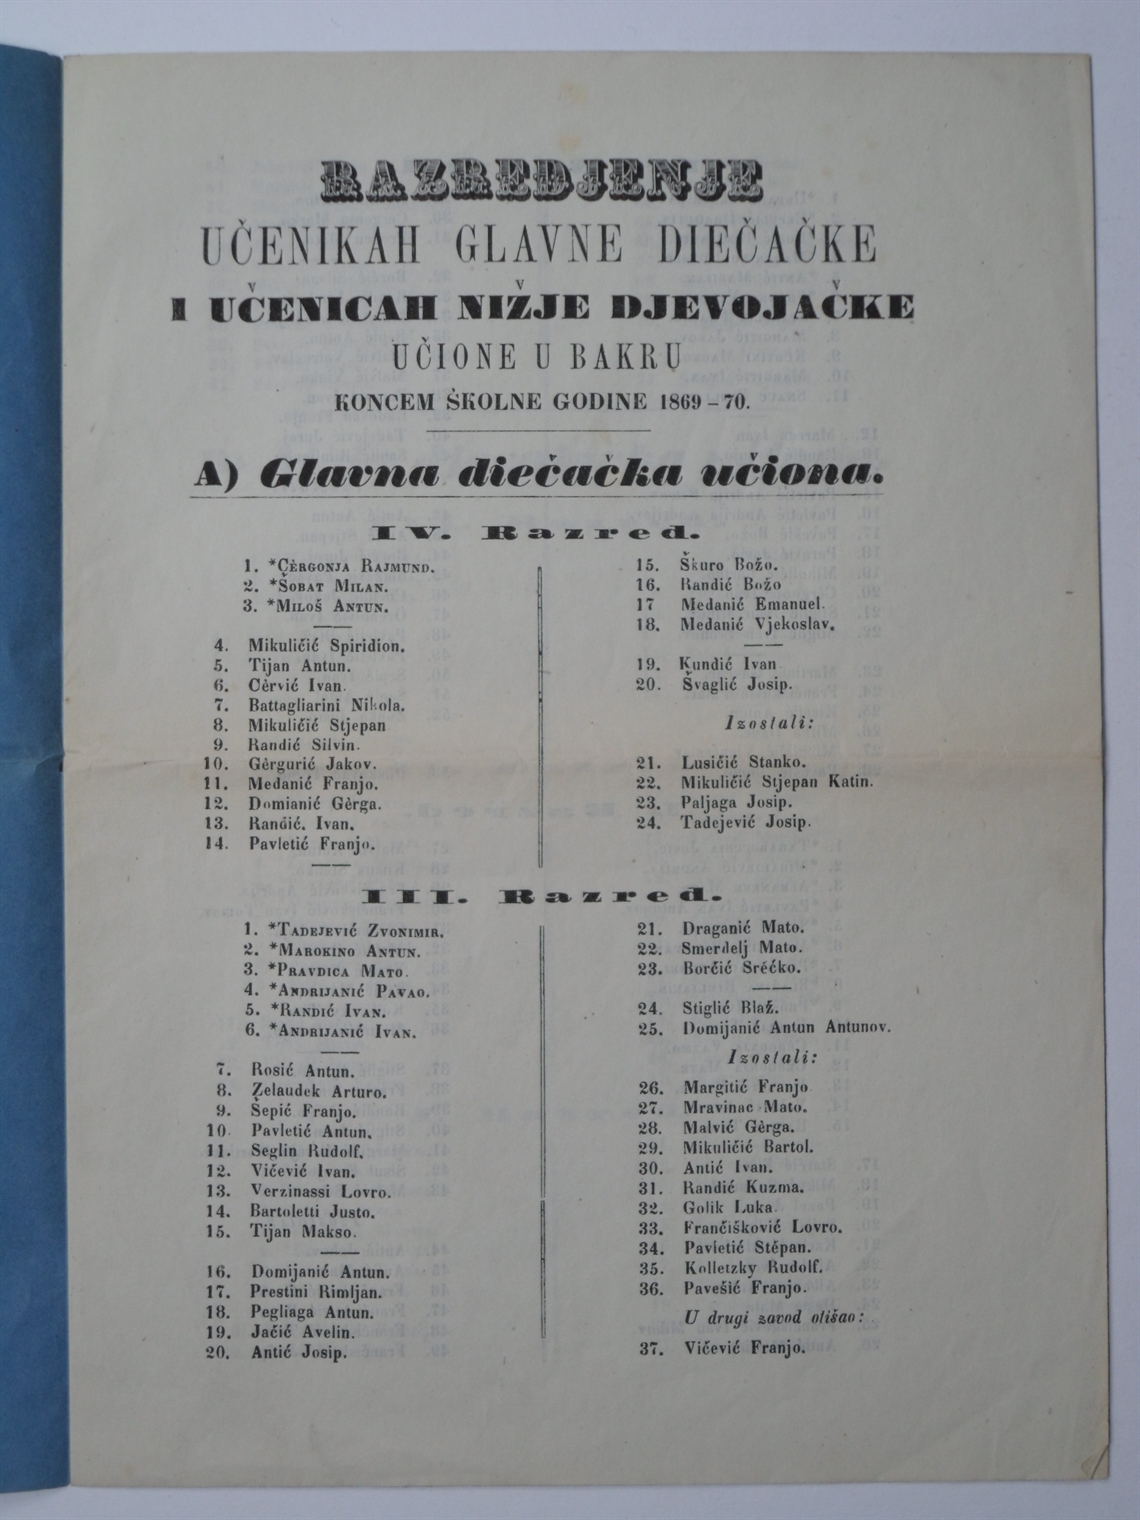 RAZREDJENJE
UČENIKAH GLAVNE DIEČAČKE
I UČENICAH NIŽJE DJEVOJAČKE
UČIONE U BAKRU
KONCEM ŠKOLNE GODINE 1869-70.
A) Glavna diečačka učiona.
IV. Razred.
1. *Cèrgonja Rajmund.
2. *Šobat Milan.
3. *Miloš Antun.
4. Mikuličić Spiridion.
5. Tijan Antun.
6. Cèrvić Ivan.
7. Battagliarini Nikola.
8. Mikuličić Stjepan
9. Randić Silvin.
10. Gèrgurić Jakov.
11. Medanić Franjo.
12. Domianić Gèrga.
13. Randić. Ivan.
14. Pavletić Franjo.
15. Škuro Božo.
16. Randić Božo
17 Medanić Emanuel.
18. Medanić Vjekoslav.
19. Kundić Ivan
20. Švaglić Josip.
Izostali:
21. Lusičić Stanko.
22. Mikuličić Stjepan Katin.
23. Paljaga Josip.
24. Tadejević Josip.
III. Razred.
1. *Tadejević Zvonimir.
2. *Marokino Antun.
3. *Pravdica Mato.
4. *Andrijanić Pavao.
5. *Randić Ivan.
6. *Andrijanić Ivan.
7. Rosić Antun.
8. Zelaudek Arturo.
9. Šepić Franjo.
10. Pavletić Antun.
11. Seglin Rudolf.
12. Vićević Ivan.
13. Verzinassi Lovro.
14. Bartoletti Justo.
15. Tijan Makso.
16. Domijanić Antun.
17. Prestini Rimljan.
18. Pegliaga Antun.
19. Jačić Avelin.
20. Antić Josip.
21. Draganić Mato.
22. Smerdelj Mato.
23. Borčić Srěćko.
24. Stiglić Blaž.
25. Domijanić Antun Antunov.
Izostali:
26. Margitić Franjo
27. Mravinac Mato.
28. Malvić Gèrga.
29. Mikuličić Bartol.
30. Antić Ivan.
31. Randić Kuzma.
32. Golik Luka.
33. Frančišković Lovro.
34. Pavletić Stěpan.
35. Kolletzky Rudolf.
36. Pavešić Franjo.
U drugi zavod otišao:
37. Vićević Franjo.